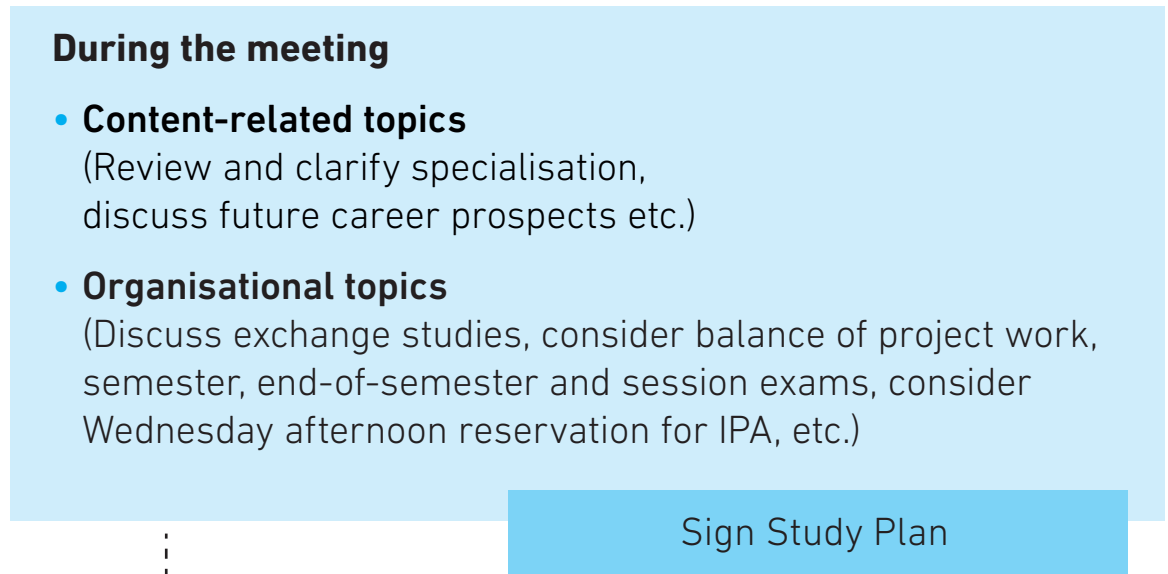 During the meeting
• Content-related topics
(Review and clarify specialisation,
discuss future career prospects etc.)
• Organisational topics
(Discuss exchange studies, consider balance of project work,
semester, end-of-semester and session exams, consider
Wednesday afternoon reservation for IPA, etc.)
Sign Study Plan